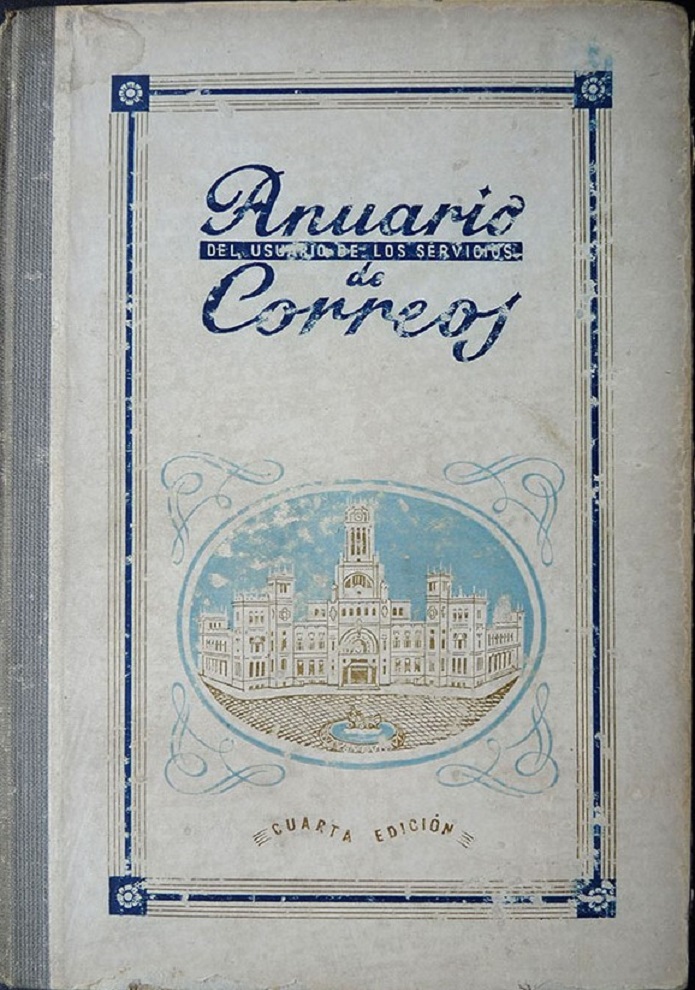 Anuario
DEL USUARIO DE LOS SERVICIOS
de
Correos
CUARTA EDICIÓN